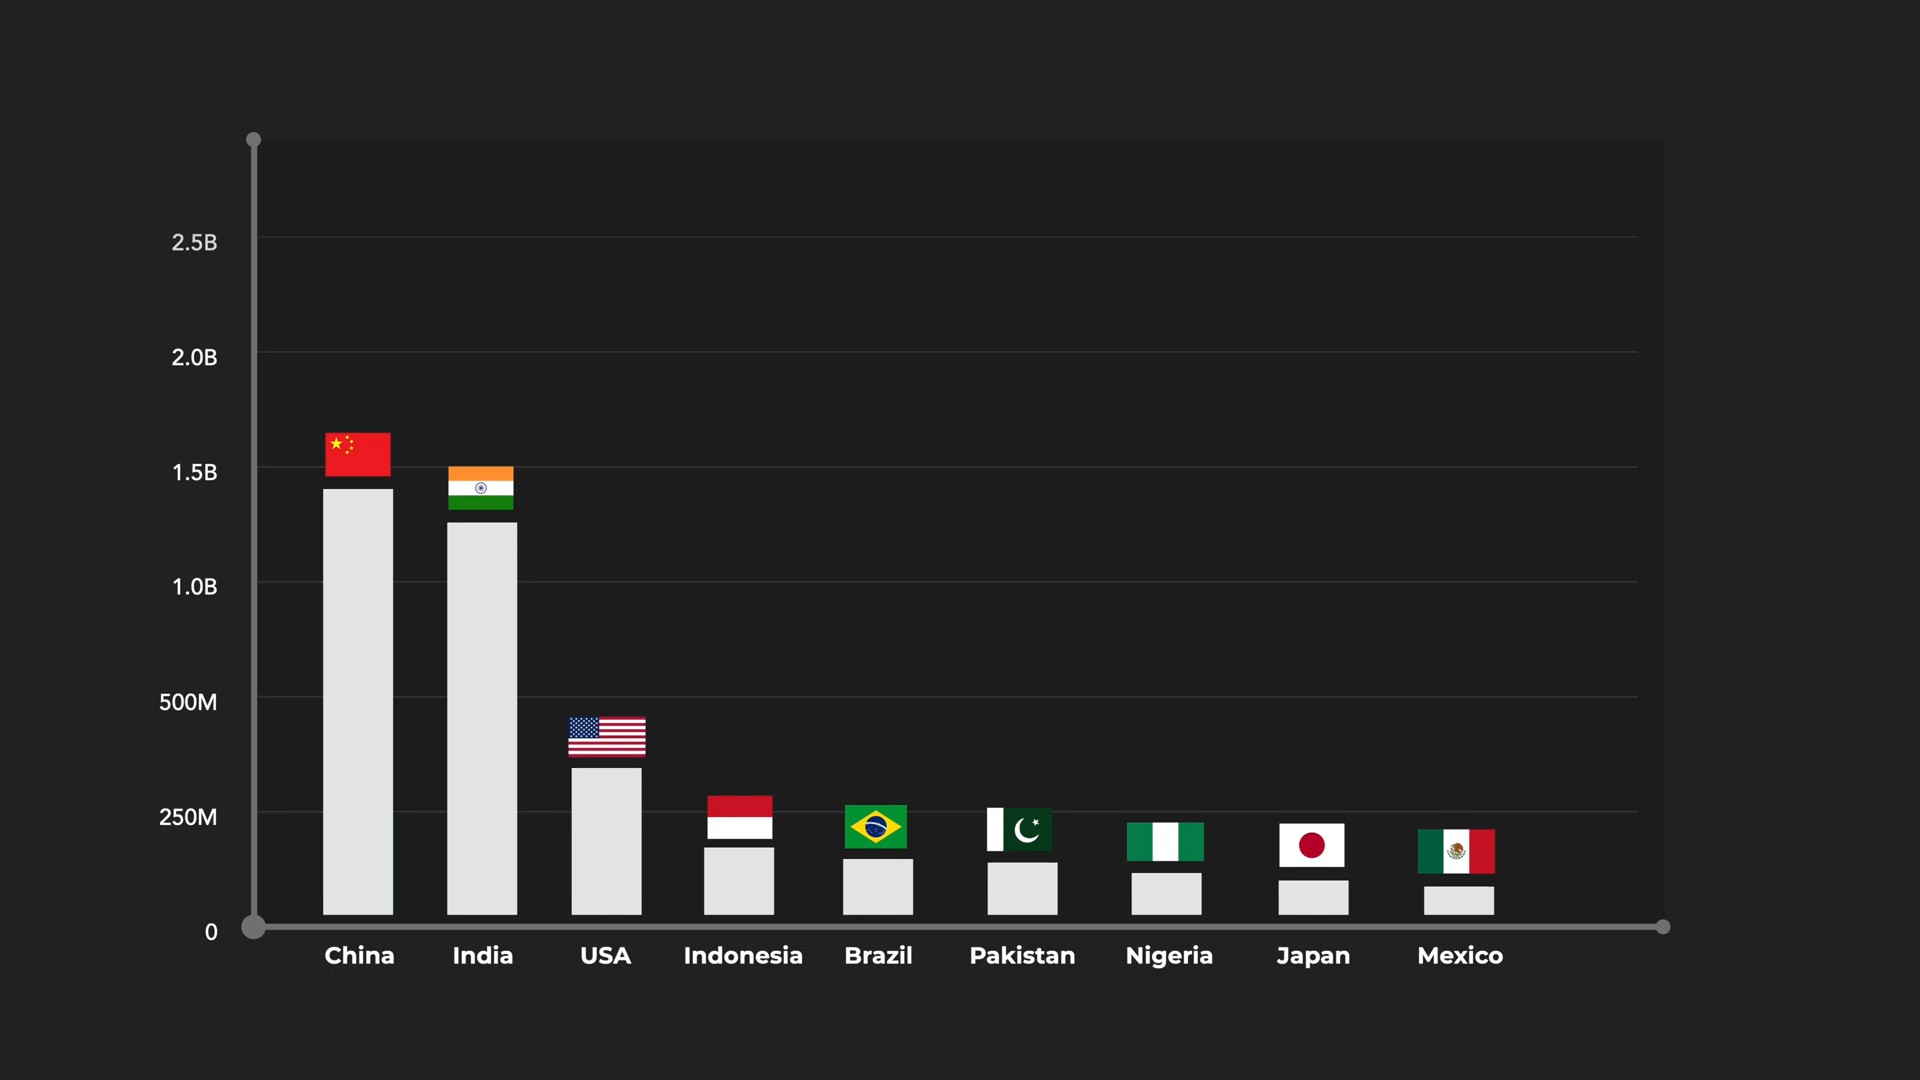 2.5B
2.0B
1.5B
1.0B
500M
250M
0
China India USA Indonesia Brazil Pakistan Nigeria Japan Mexico